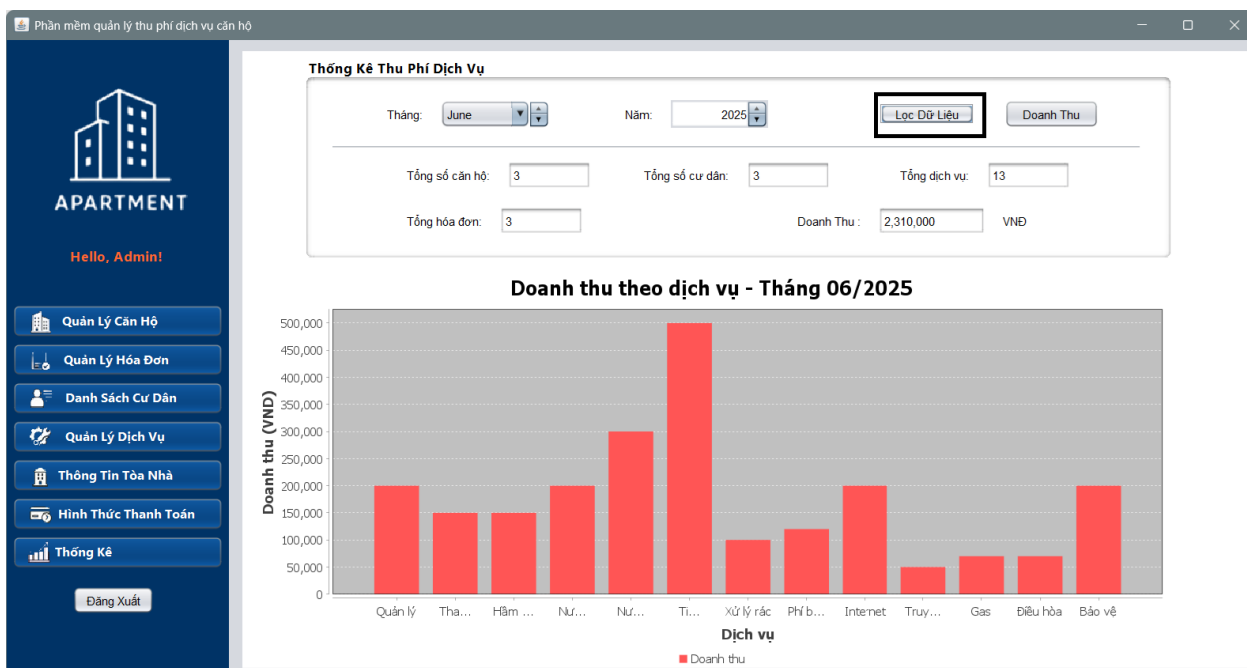 Phần mềm quản lý thu phí dịch vụ căn hộ
APARTMENT
Hello, Admin!
Quản Lý Căn Hộ
Quản Lý Hóa Đơn
Danh Sách Cư Dân
Quản Lý Dịch Vụ
Thông Tin Tòa Nhà
Hình Thức Thanh Toán
Thống Kê
Đăng Xuất
Thống Kê Thu Phí Dịch Vụ
Tháng: June Năm: 2025 Lọc Dữ Liệu Doanh Thu
Tổng số căn hộ: 3 Tổng số cư dân: 3 Tổng dịch vụ: 13
Tổng hóa đơn: 3 Doanh Thu : 2,310,000 VNĐ
Doanh thu theo dịch vụ - Tháng 06/2025
Doanh thu (VND)
500,000
450,000
400,000
350,000
300,000
250,000
200,000
150,000
100,000
50,000
0
Quản lý Tha... Hầm ... Nư... Nư... Ti... Xử lý rác Phí b... Internet Truy... Gas Điều hòa Bảo vệ
Dịch vụ
Doanh thu